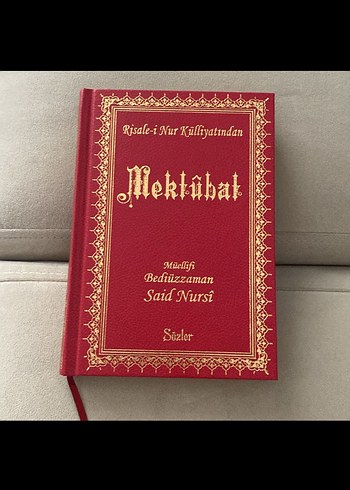 Risale-i Nur Külliyatından
Mektûbat
Müellifi
Bediüzzaman
Said Nursî
Sözler